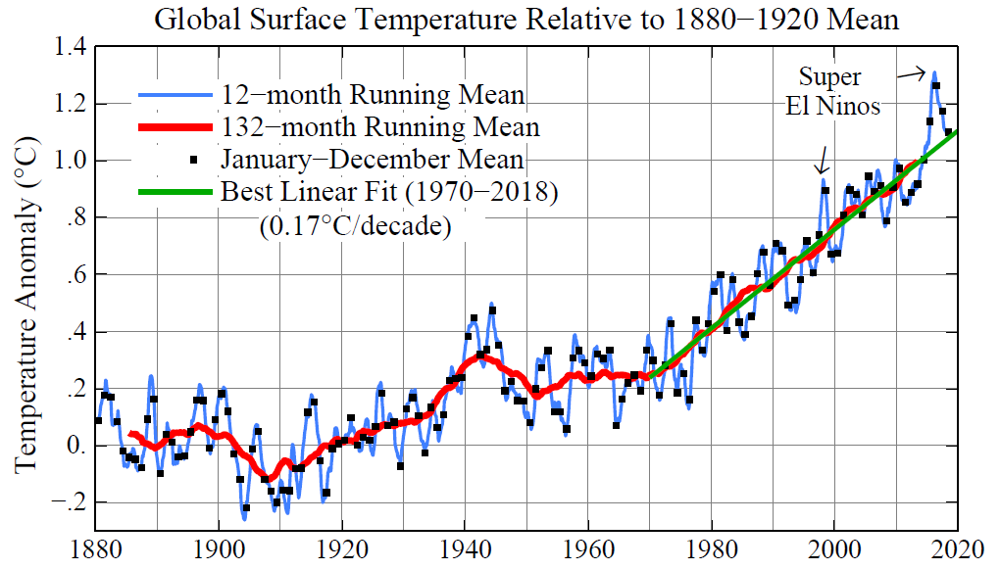 Global Surface Temperature Relative to 1880−1920 Mean
Temperature Anomaly (°C)
1.4
1.2
1.0
.8
.6
.4
.2
0.
−.2
12−month Running Mean
132−month Running Mean
January−December Mean
Best Linear Fit (1970−2018)
(0.17°C/decade)
Super
El Ninos
1880 1900 1920 1940 1960 1980 2000 2020